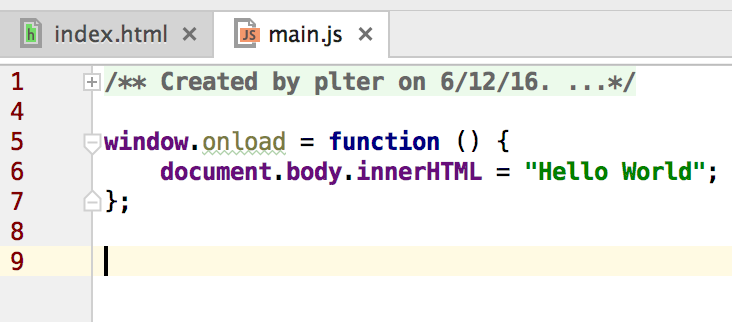 index.html main.js
1 /** Created by plter on 6/12/16. ...*/
4
5 window.onload = function () {
6     document.body.innerHTML = "Hello World";
7 };
8
9